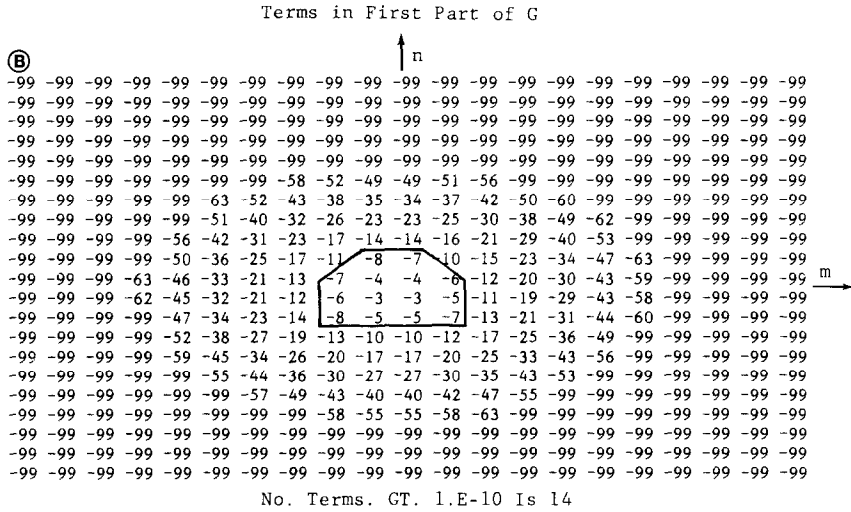 Terms in First Part of G
n
B
-99 -99 -99 -99 -99 -99 -99 -99 -99 -99 -99 -99 -99 -99 -99 -99 -99 -99 -99 -99 -99
-99 -99 -99 -99 -99 -99 -99 -99 -99 -99 -99 -99 -99 -99 -99 -99 -99 -99 -99 -99 -99
-99 -99 -99 -99 -99 -99 -99 -99 -99 -99 -99 -99 -99 -99 -99 -99 -99 -99 -99 -99 -99
-99 -99 -99 -99 -99 -99 -99 -99 -99 -99 -99 -99 -99 -99 -99 -99 -99 -99 -99 -99 -99
-99 -99 -99 -99 -99 -99 -99 -58 -52 -49 -49 -51 -56 -99 -99 -99 -99 -99 -99 -99 -99
-99 -99 -99 -99 -99 -63 -52 -43 -38 -35 -34 -37 -42 -50 -60 -99 -99 -99 -99 -99 -99
-99 -99 -99 -99 -99 -51 -40 -32 -26 -23 -23 -25 -30 -38 -49 -62 -99 -99 -99 -99 -99
-99 -99 -99 -99 -56 -42 -31 -23 -17 -14 -14 -16 -21 -29 -40 -53 -99 -99 -99 -99 -99
-99 -99 -99 -99 -50 -36 -25 -17 -11 -8 -7 -10 -15 -23 -34 -47 -63 -99 -99 -99 -99
-99 -99 -99 -63 -46 -33 -21 -13 -7 -4 -4 -6 -12 -20 -30 -43 -59 -99 -99 -99 -99
m
-99 -99 -99 -62 -45 -32 -21 -12 -6 -3 -3 -5 -11 -19 -29 -43 -58 -99 -99 -99 -99
-99 -99 -99 -99 -47 -34 -23 -14 -8 -5 -5 -7 -13 -21 -31 -44 -60 -99 -99 -99 -99
-99 -99 -99 -99 -52 -38 -27 -19 -13 -10 -10 -12 -17 -25 -36 -49 -99 -99 -99 -99 -99
-99 -99 -99 -99 -59 -45 -34 -26 -20 -17 -17 -20 -25 -33 -43 -56 -99 -99 -99 -99 -99
-99 -99 -99 -99 -99 -55 -44 -36 -30 -27 -27 -30 -35 -43 -53 -99 -99 -99 -99 -99 -99
-99 -99 -99 -99 -99 -99 -57 -49 -43 -40 -40 -42 -47 -55 -99 -99 -99 -99 -99 -99 -99
-99 -99 -99 -99 -99 -99 -99 -99 -58 -55 -55 -58 -63 -99 -99 -99 -99 -99 -99 -99 -99
-99 -99 -99 -99 -99 -99 -99 -99 -99 -99 -99 -99 -99 -99 -99 -99 -99 -99 -99 -99 -99
-99 -99 -99 -99 -99 -99 -99 -99 -99 -99 -99 -99 -99 -99 -99 -99 -99 -99 -99 -99 -99
-99 -99 -99 -99 -99 -99 -99 -99 -99 -99 -99 -99 -99 -99 -99 -99 -99 -99 -99 -99 -99
No. Terms. GT. 1.E-10 Is 14